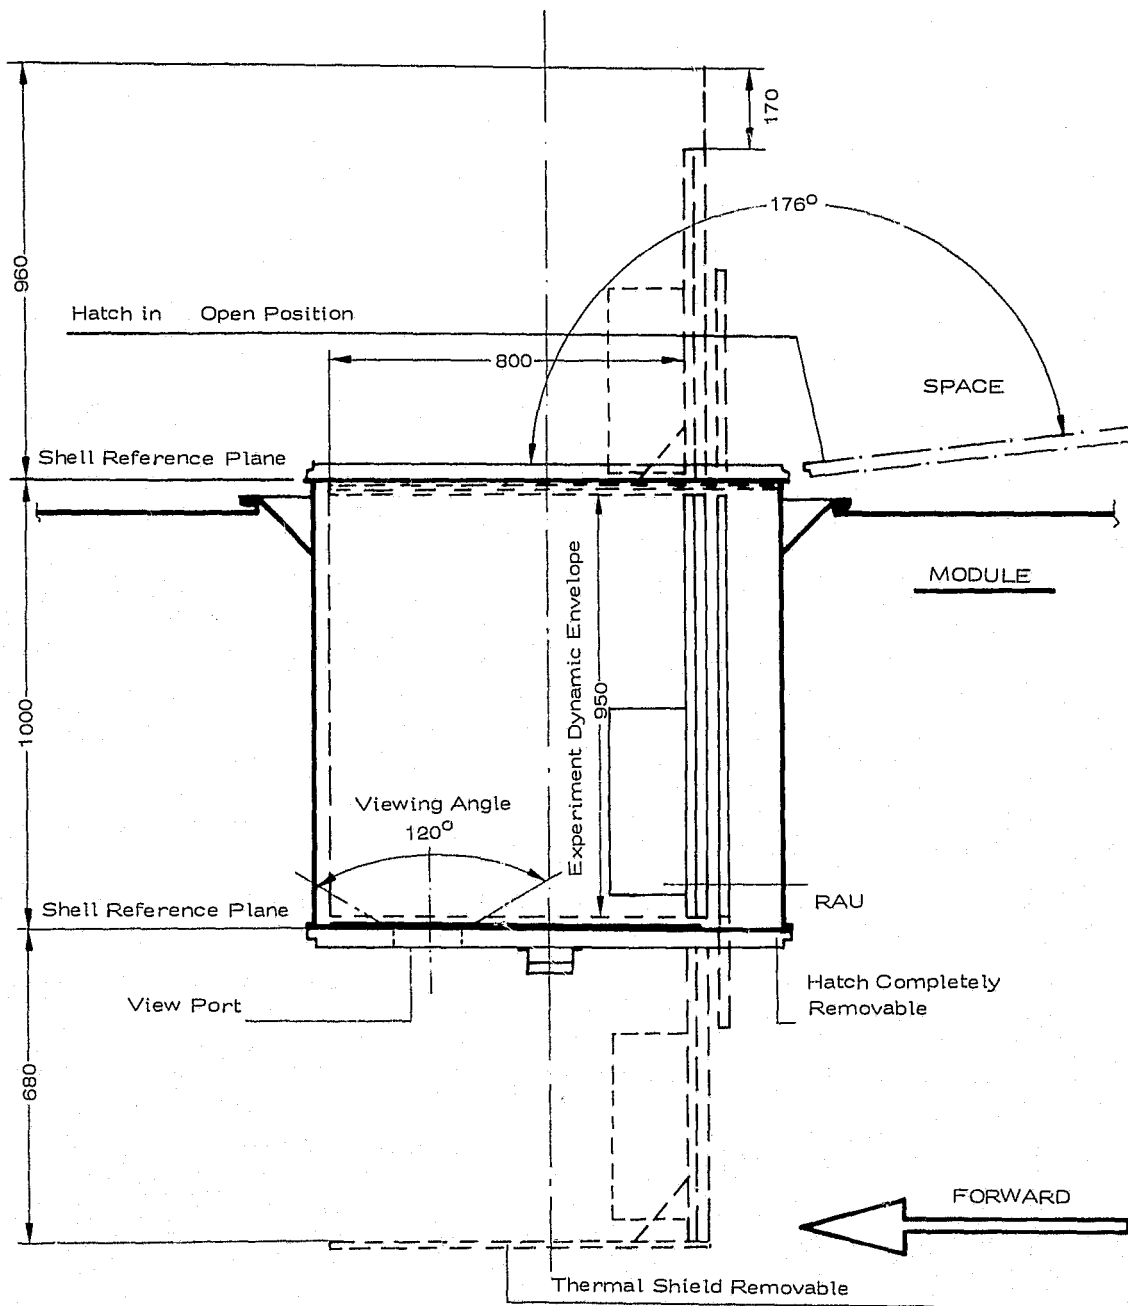 170
176°
960
Hatch in Open Position
800
SPACE
Shell Reference Plane
MODULE
Experiment Dynamic Envelope
950
1000
Viewing Angle
120°
Shell Reference Plane
RAU
View Port
Hatch Completely
Removable
680
FORWARD
Thermal Shield Removable